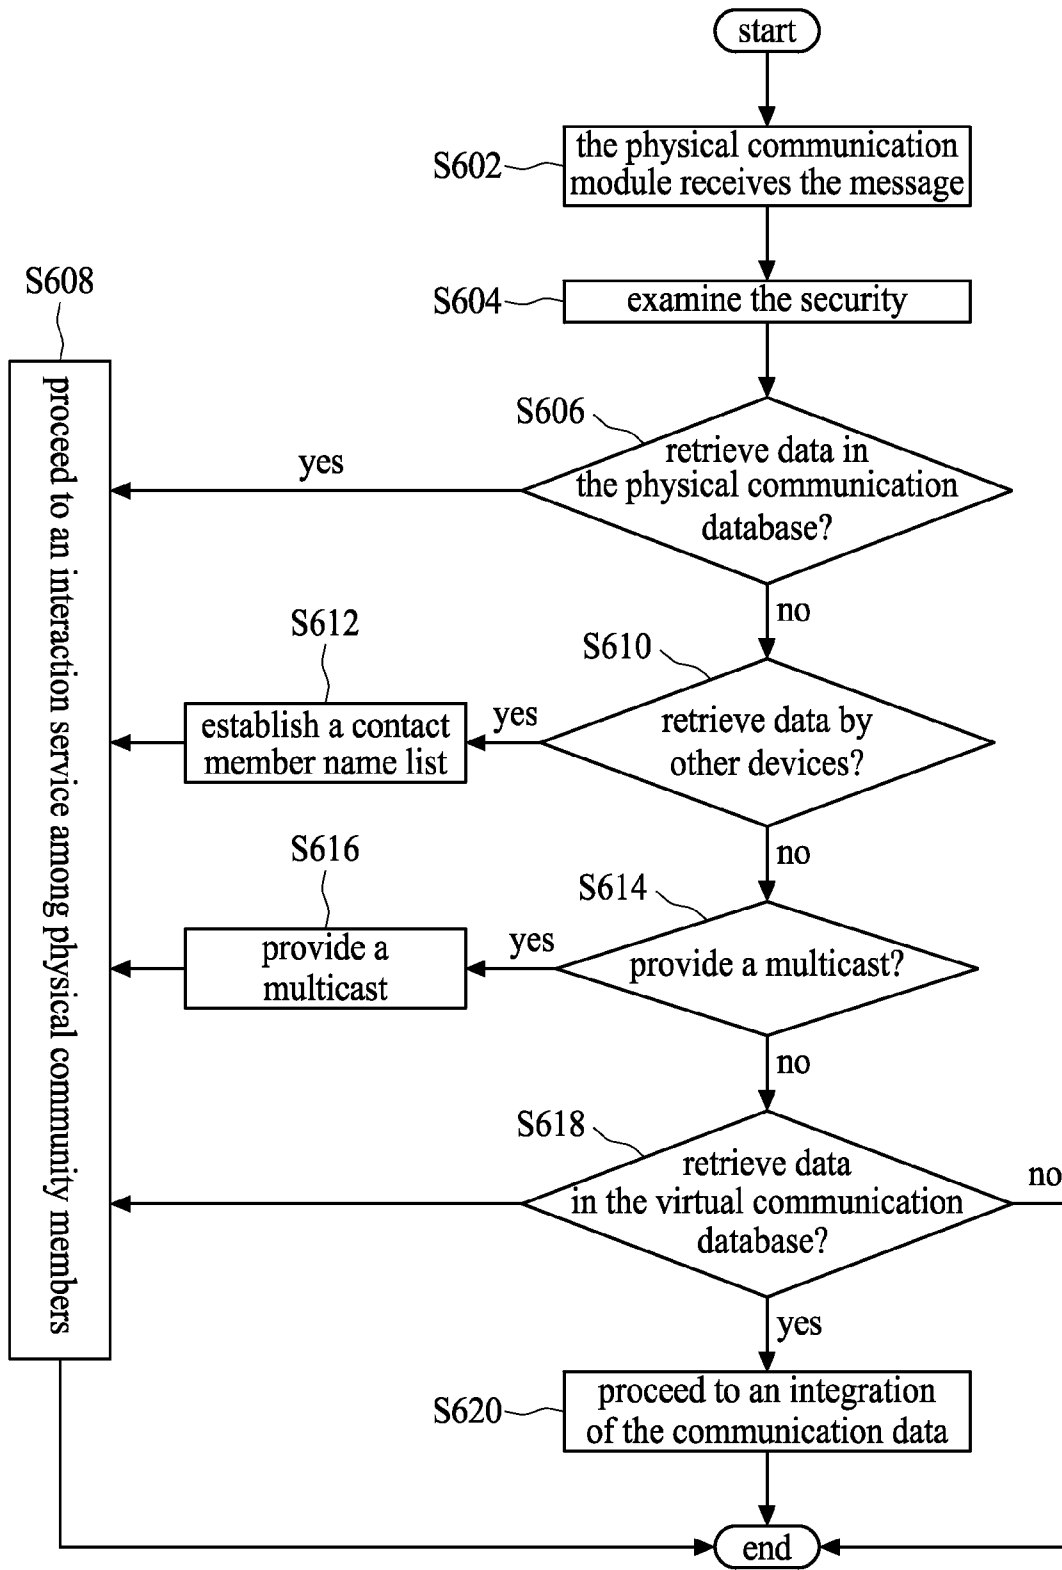 start
S602
the physical communication
module receives the message
S604
examine the security
S606
retrieve data in
the physical communication
database?
yes
no
S608
proceed to an interaction service among physical community members
S610
retrieve data by
other devices?
yes
no
S612
establish a contact
member name list
S614
provide a multicast?
yes
no
S616
provide a
multicast
S618
retrieve data
in the virtual communication
database?
no
yes
S620
proceed to an integration
of the communication data
end